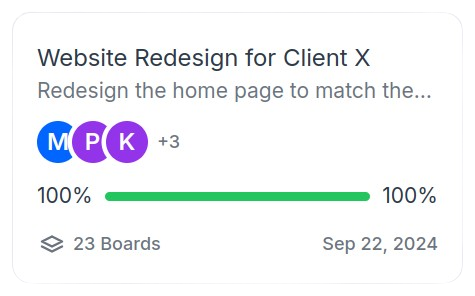 Website Redesign for Client X
Redesign the home page to match the...
M P K +3
100% 100%
23 Boards Sep 22, 2024